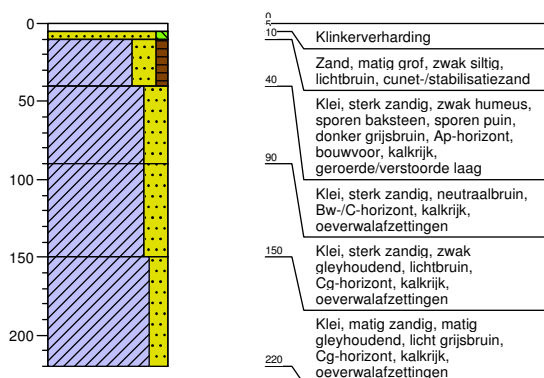 0
50
100
150
200
0
5
Klinkerverharding
10
Zand, matig grof, zwak siltig,
lichtbruin, cunet-/stabilisatiezand
40
Klei, sterk zandig, zwak humeus,
sporen baksteen, sporen puin,
donker grijsbruin, Ap-horizont,
bouwvoor, kalkrijk,
geroerde/verstoorde laag
90
Klei, sterk zandig, neutraalbruin,
Bw-/C-horizont, kalkrijk,
oeverwalafzettingen
150
Klei, sterk zandig, zwak
gleyhoudend, lichtbruin,
Cg-horizont, kalkrijk,
oeverwalafzettingen
220
Klei, matig zandig, matig
gleyhoudend, licht grijsbruin,
Cg-horizont, kalkrijk,
oeverwalafzettingen